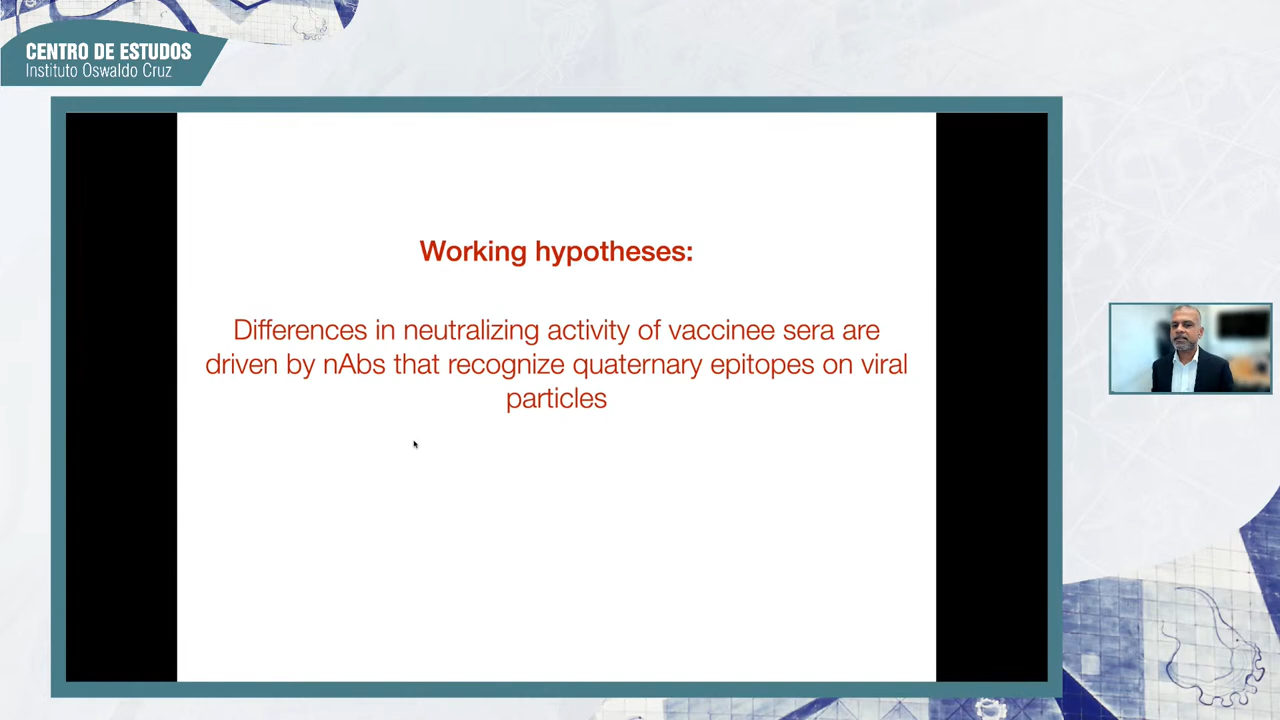 CENTRO DE ESTUDOS
Instituto Oswaldo Cruz
Working hypotheses:
Differences in neutralizing activity of vaccinee sera are
driven by nAbs that recognize quaternary epitopes on viral
particles